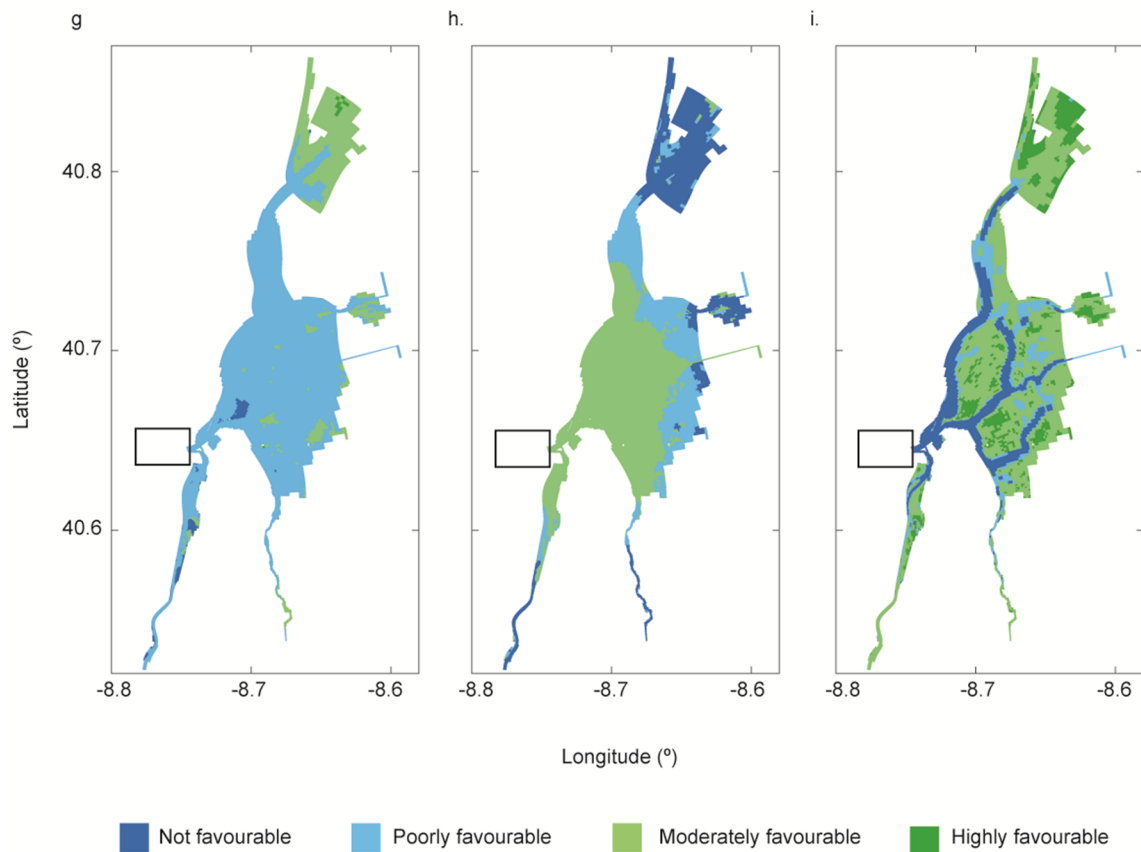 g h. i.
40.8
40.7
40.6
Latitude (º)
-8.8 -8.7 -8.6 -8.8 -8.7 -8.6 -8.8 -8.7 -8.6
Longitude (º)
Not favourable Poorly favourable Moderately favourable Highly favourable